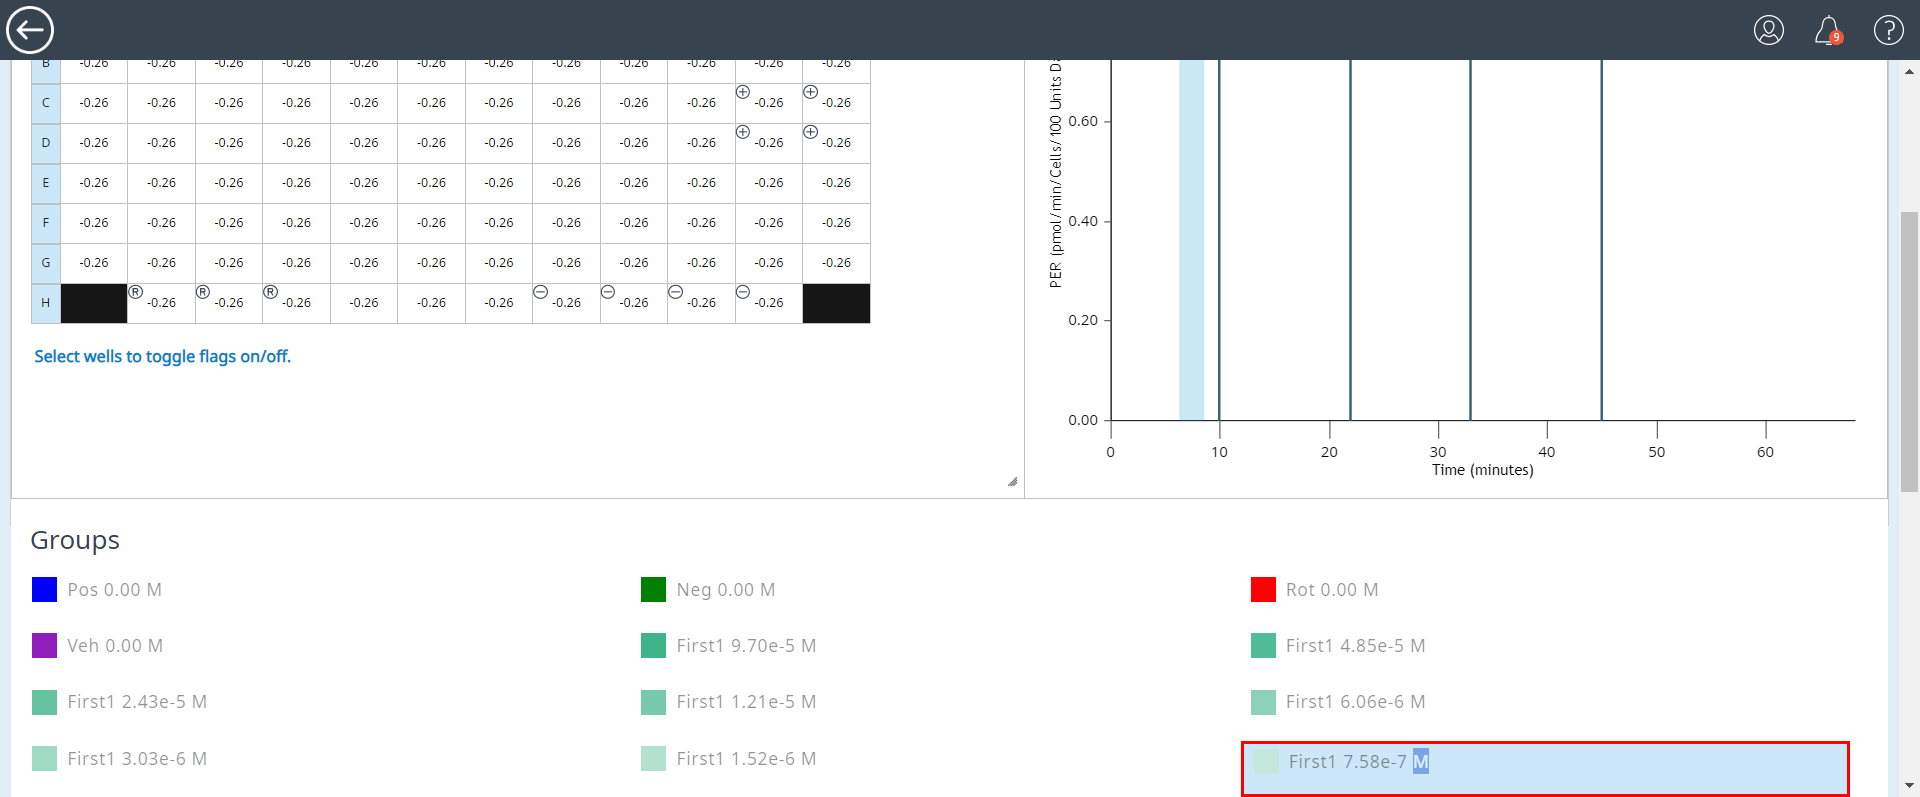 9
B -0.26 -0.26 -0.26 -0.26 -0.26 -0.26 -0.26 -0.26 -0.26 -0.26 -0.26 -0.26
C -0.26 -0.26 -0.26 -0.26 -0.26 -0.26 -0.26 -0.26 -0.26 -0.26 -0.26 -0.26
D -0.26 -0.26 -0.26 -0.26 -0.26 -0.26 -0.26 -0.26 -0.26 -0.26 -0.26 -0.26
E -0.26 -0.26 -0.26 -0.26 -0.26 -0.26 -0.26 -0.26 -0.26 -0.26 -0.26 -0.26
F -0.26 -0.26 -0.26 -0.26 -0.26 -0.26 -0.26 -0.26 -0.26 -0.26 -0.26 -0.26
G -0.26 -0.26 -0.26 -0.26 -0.26 -0.26 -0.26 -0.26 -0.26 -0.26 -0.26 -0.26
H ®-0.26 ®-0.26 ®-0.26 -0.26 -0.26 -0.26 -0.26 -0.26 -0.26 -0.26
Select wells to toggle flags on/off.
PER (pmol/min/Cells/100 Units
0.60
0.40
0.20
0.00
0 10 20 30 40 50 60
Time (minutes)
Groups
Pos 0.00 M
Neg 0.00 M
Rot 0.00 M
Veh 0.00 M
First1 9.70e-5 M
First1 4.85e-5 M
First1 2.43e-5 M
First1 1.21e-5 M
First1 6.06e-6 M
First1 3.03e-6 M
First1 1.52e-6 M
First1 7.58e-7 M